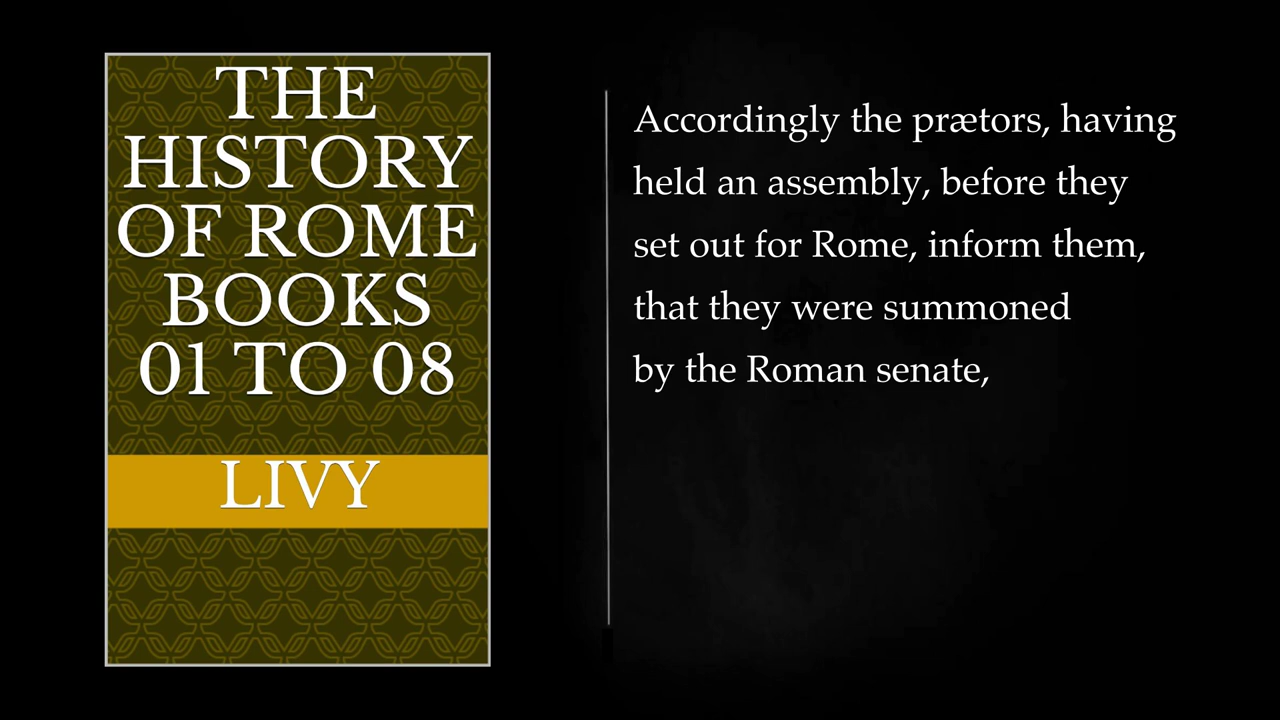 THE
HISTORY
OF ROME
BOOKS
01 TO 08
LIVY
Accordingly the prætors, having
held an assembly, before they
set out for Rome, inform them,
that they were summoned
by the Roman senate,